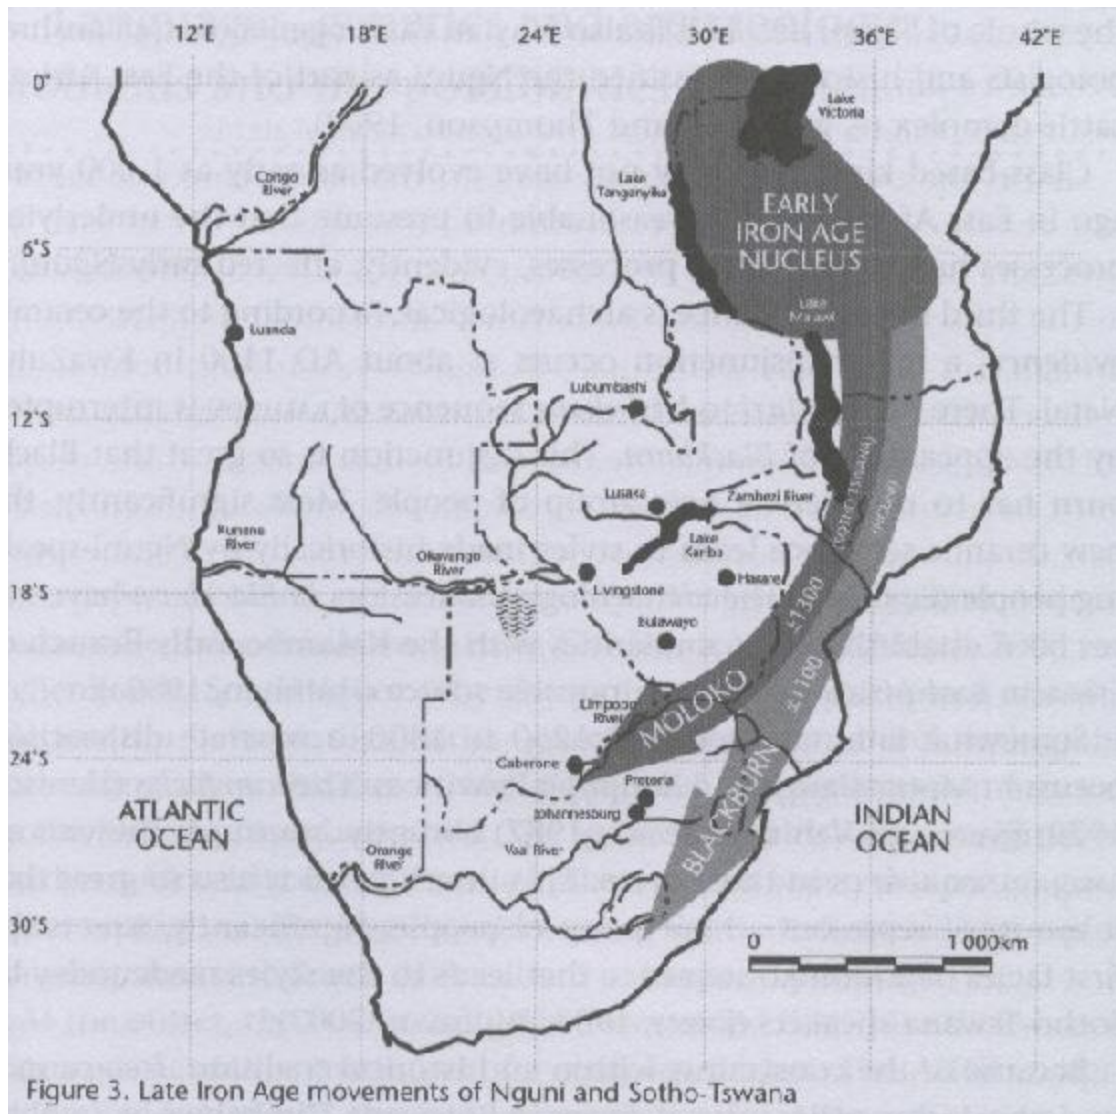 12°E 18°E 24°E 30°E 36°E 42°E
0°
Lake
Victoria
Lake
Tanganyika
Congo
River
EARLY
IRON AGE
NUCLEUS
6°S
Lake
Luanda
Lubumbashi
12°S
Lusaka
Zambezi River
Kunene
River
Okavango
River
Lake
Kariba
Harare
18°S
Livingstone
Bulawayo
1300
1100
Limpopo
River
MOLOKO
24°S
Gaberone
Pretoria
BLACKBURN
ATLANTIC
OCEAN
Johannesburg
INDIAN
OCEAN
Vaal River
Orange
River
30°S
0 1 000km
Figure 3. Late Iron Age movements of Nguni and Sotho-Tswana